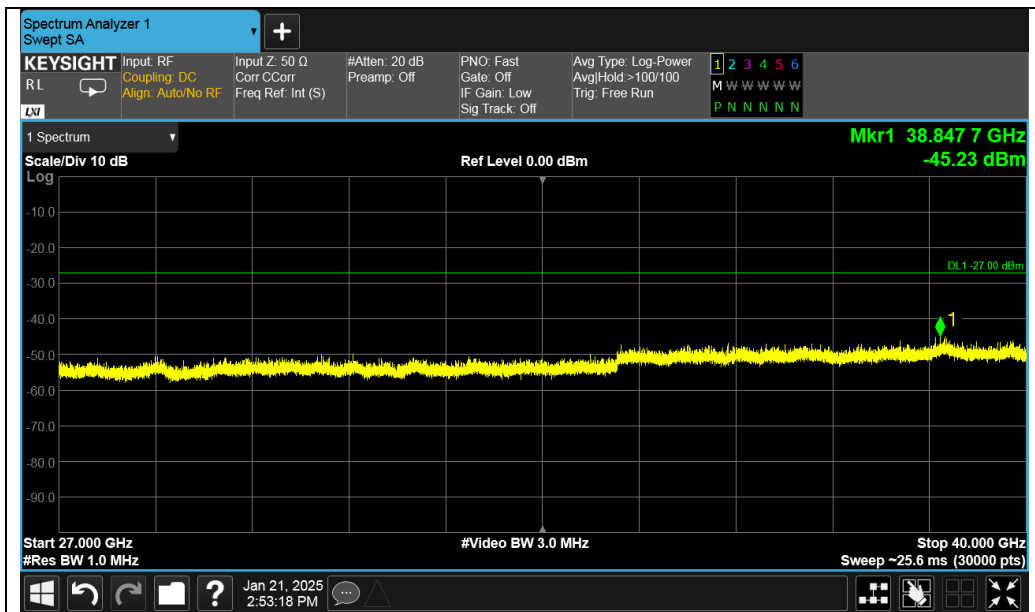 Spectrum Analyzer 1
Swept SA
+
KEYSIGHT
RL
LXI
Input: RF
Coupling: DC
Align: Auto/No RF
Input Z: 50 Ω
Corr CCorr
Freq Ref: Int (S)
#Atten: 20 dB
Preamp: Off
PNO: Fast
Gate: Off
IF Gain: Low
Sig Track: Off
Avg Type: Log-Power
Avg|Hold:>100/100
Trig: Free Run
1 2 3 4 5 6
M W W W W W
P N N N N N
1 Spectrum
Mkr1 38.847 7 GHz
-45.23 dBm
Scale/Div 10 dB
Ref Level 0.00 dBm
Log
-10.0
-20.0
DL1 -27.00 dBm
-30.0
-40.0
1
-50.0
-60.0
-70.0
-80.0
-90.0
Start 27.000 GHz
#Video BW 3.0 MHz
Stop 40.000 GHz
#Res BW 1.0 MHz
Sweep ~25.6 ms (30000 pts)
?
Jan 21, 2025
2:53:18 PM